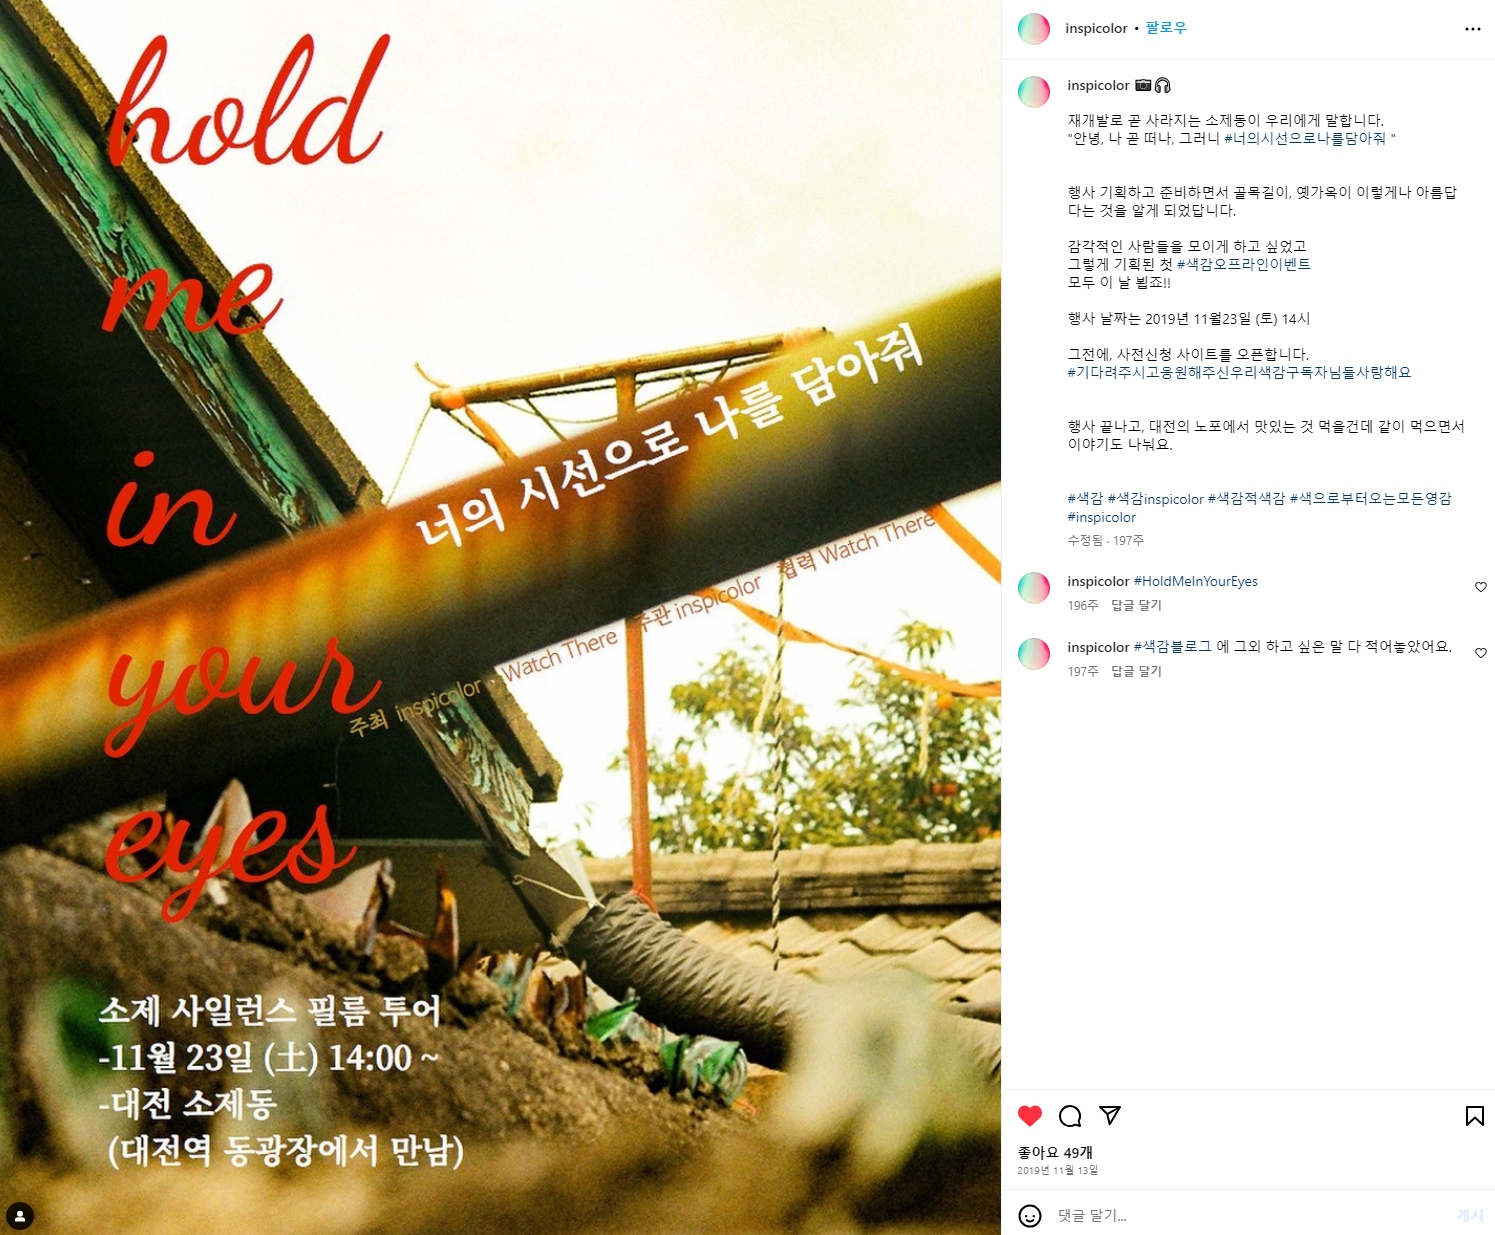 hold
me
in
your
eyes
너의 시선으로 나를 담아줘
주최 inspicolor · Watch There 주관 inspicolor 협력 Watch There
소제 사일런스 필름 투어
-11월 23일 (土) 14:00 ~
-대전 소제동
(대전역 동광장에서 만남)
inspicolor • 팔로우
inspicolor 📷🎧
재개발로 곧 사라지는 소제동이 우리에게 말합니다.
"안녕, 나 곧 떠나, 그러니 #너의시선으로나를담아줘 "
행사 기획하고 준비하면서 골목길이, 옛가옥이 이렇게나 아름답
다는 것을 알게 되었답니다.
감각적인 사람들을 모이게 하고 싶었고
그렇게 기획된 첫 #색감오프라인이벤트
모두 이 날 뵙죠!!
행사 날짜는 2019년 11월23일 (토) 14시
그전에, 사전신청 사이트를 오픈합니다.
#기다려주시고응원해주신우리색감구독자님들사랑해요
행사 끝나고, 대전의 노포에서 맛있는 것 먹을건데 같이 먹으면서
이야기도 나눠요.
#색감 #색감inspicolor #색감적색감 #색으로부터오는모든영감
#inspicolor
수정됨 · 197주
inspicolor #HoldMeInYourEyes
196주 답글 달기
inspicolor #색감블로그 에 그외 하고 싶은 말 다 적어놓았어요.
197주 답글 달기
좋아요 49개
2019년 11월 13일
댓글 달기...
게시